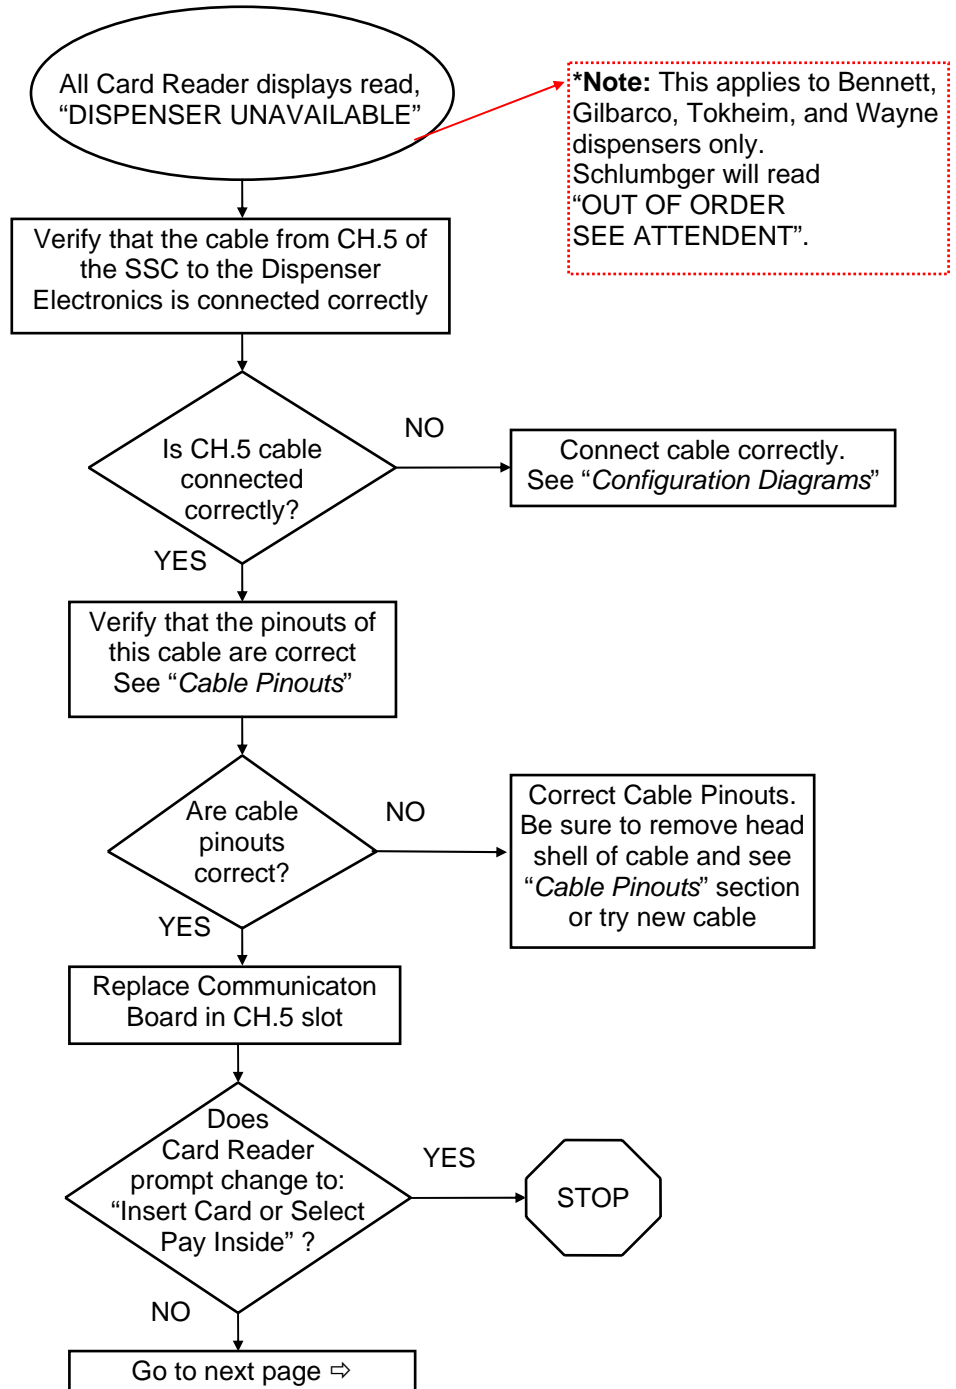 All Card Reader displays read,
“DISPENSER UNAVAILABLE”
*Note: This applies to Bennett,
Gilbarco, Tokheim, and Wayne
dispensers only.
Schlumbger will read
“OUT OF ORDER
SEE ATTENDENT”.
Verify that the cable from CH.5 of
the SSC to the Dispenser
Electronics is connected correctly
Is CH.5 cable
connected
correctly?
NO
Connect cable correctly.
See “Configuration Diagrams”
YES
Verify that the pinouts of
this cable are correct
See “Cable Pinouts”
Are cable
pinouts
correct?
NO
Correct Cable Pinouts.
Be sure to remove head
shell of cable and see
“Cable Pinouts” section
or try new cable
YES
Replace Communicaton
Board in CH.5 slot
Does
Card Reader
prompt change to:
“Insert Card or Select
Pay Inside” ?
YES
STOP
NO
Go to next page ⇨